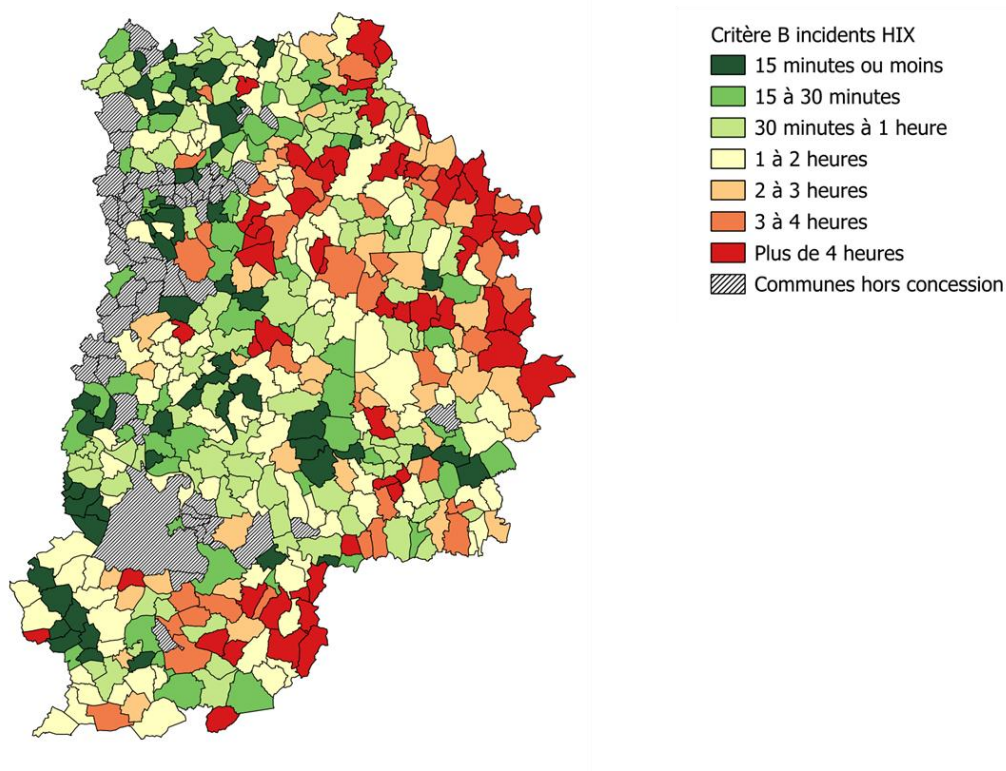 Critère B incidents HIX
15 minutes ou moins
15 à 30 minutes
30 minutes à 1 heure
1 à 2 heures
2 à 3 heures
3 à 4 heures
Plus de 4 heures
Communes hors concession